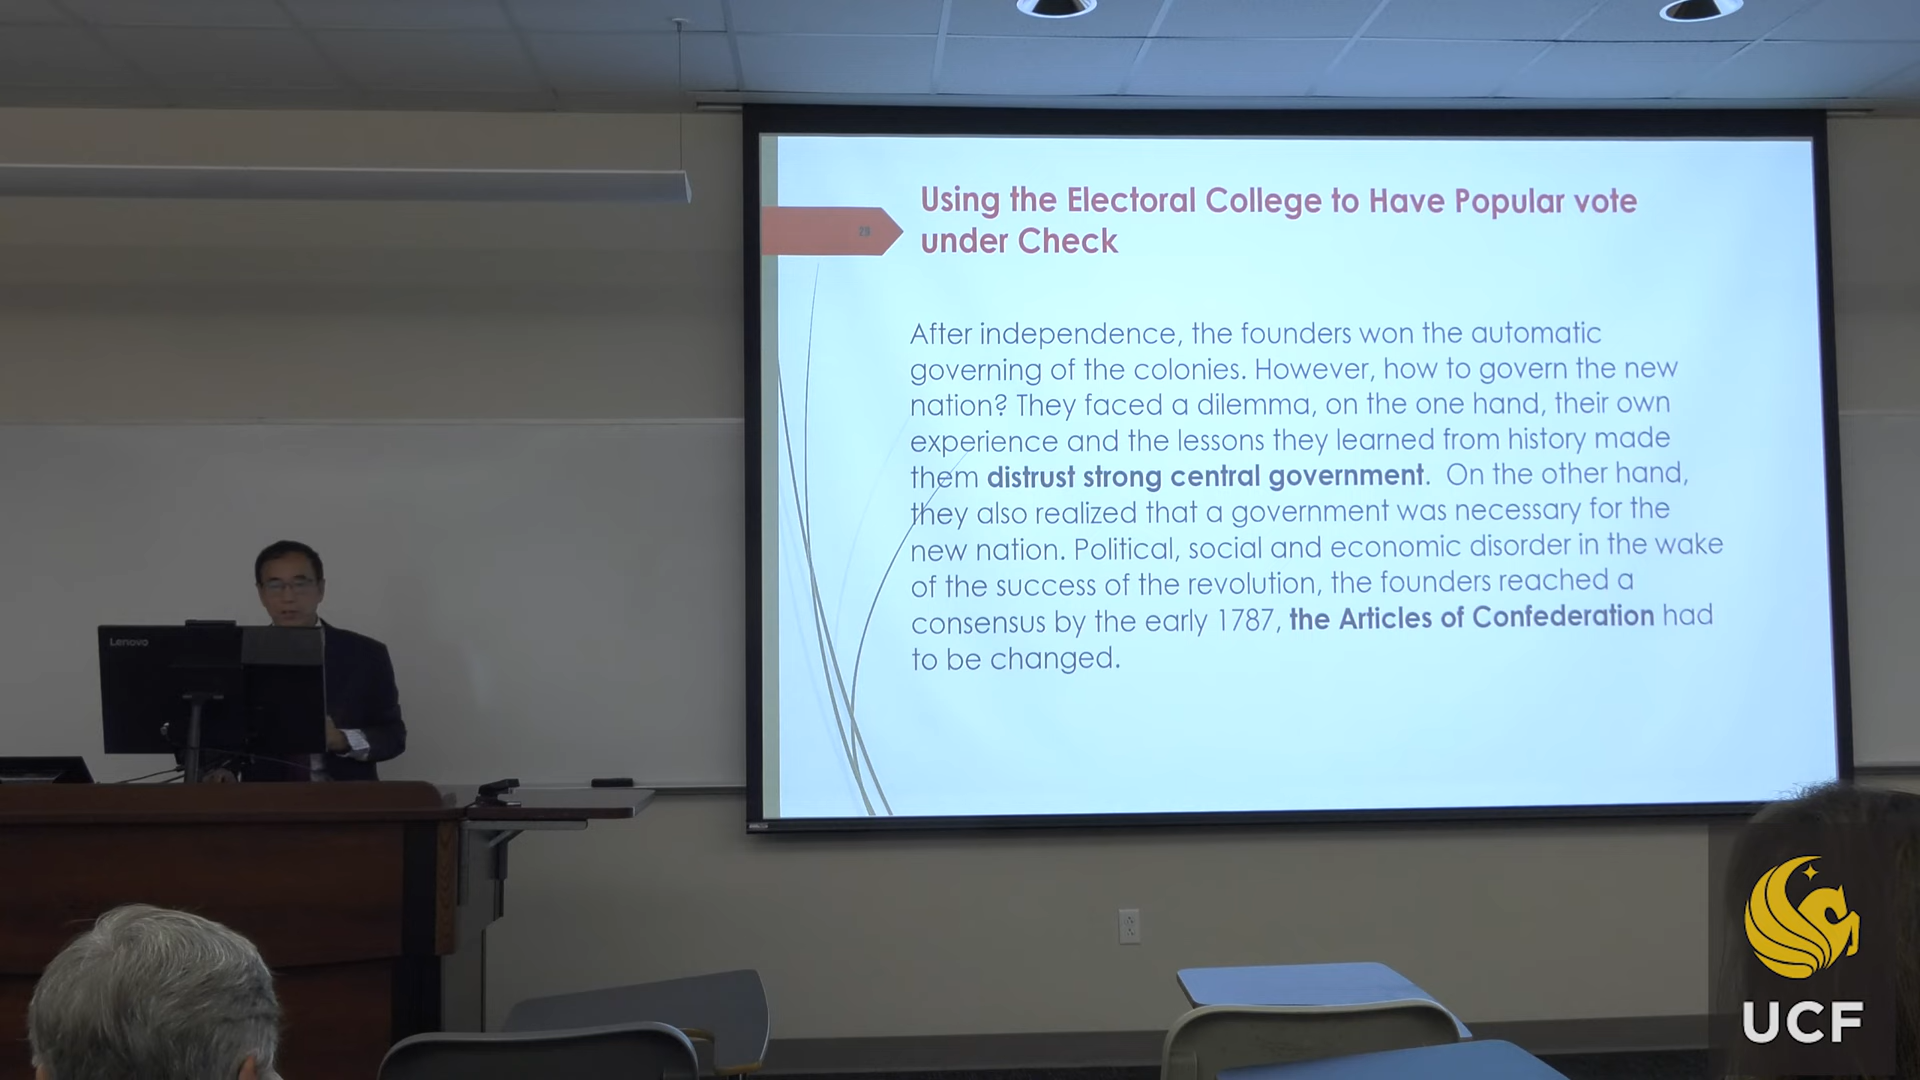 Using the Electoral College to Have Popular vote
under Check
28
After independence, the founders won the automatic
governing of the colonies. However, how to govern the new
nation? They faced a dilemma, on the one hand, their own
experience and the lessons they learned from history made
them distrust strong central government. On the other hand,
they also realized that a government was necessary for the
new nation. Political, social and economic disorder in the wake
of the success of the revolution, the founders reached a
consensus by the early 1787, the Articles of Confederation had
to be changed.
Lenovo
UCF